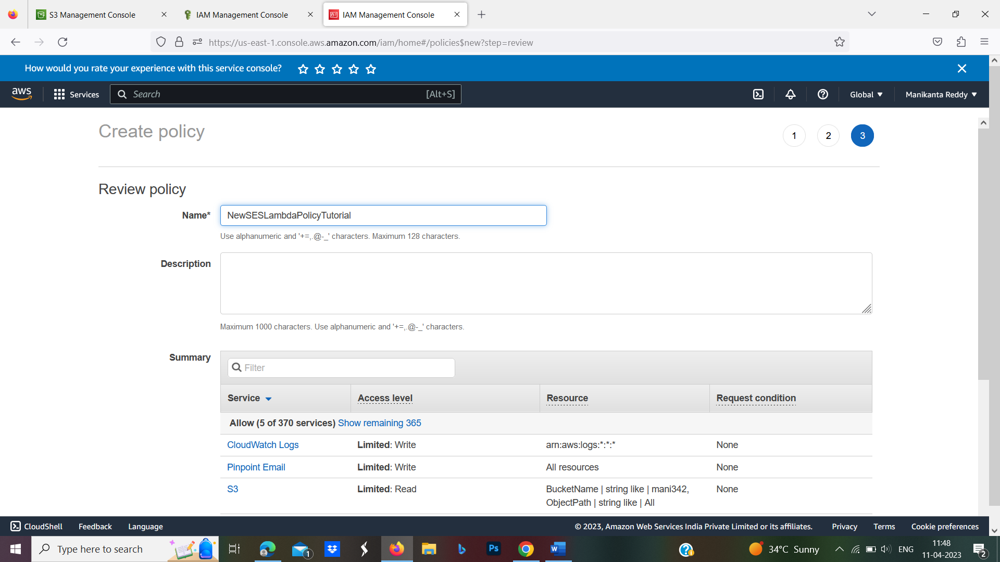 S3 Management Console
IAM Management Console
IAM Management Console
https://us-east-1.console.aws.amazon.com/iam/home#/policies$new?step=review
How would you rate your experience with this service console?
aws
Services
Search
[Alt+S]
Global
Manikanta Reddy
Create policy
1
2
3
Review policy
Name*
NewSESLambdaPolicyTutorial
Use alphanumeric and '+=,.@-_' characters. Maximum 128 characters.
Description
Maximum 1000 characters. Use alphanumeric and '+=,.@-_' characters.
Summary
Filter
Service
Access level
Resource
Request condition
Allow (5 of 370 services) Show remaining 365
CloudWatch Logs
Limited: Write
arn:aws:logs:*:*:*
None
Pinpoint Email
Limited: Write
All resources
None
S3
Limited: Read
BucketName | string like | mani342,
ObjectPath | string like | All
None
CloudShell
Feedback
Language
© 2023, Amazon Web Services India Private Limited or its affiliates.
Privacy
Terms
Cookie preferences
Type here to search
1
Ps
W
34°C Sunny
ENG
11:48
11-04-2023
2